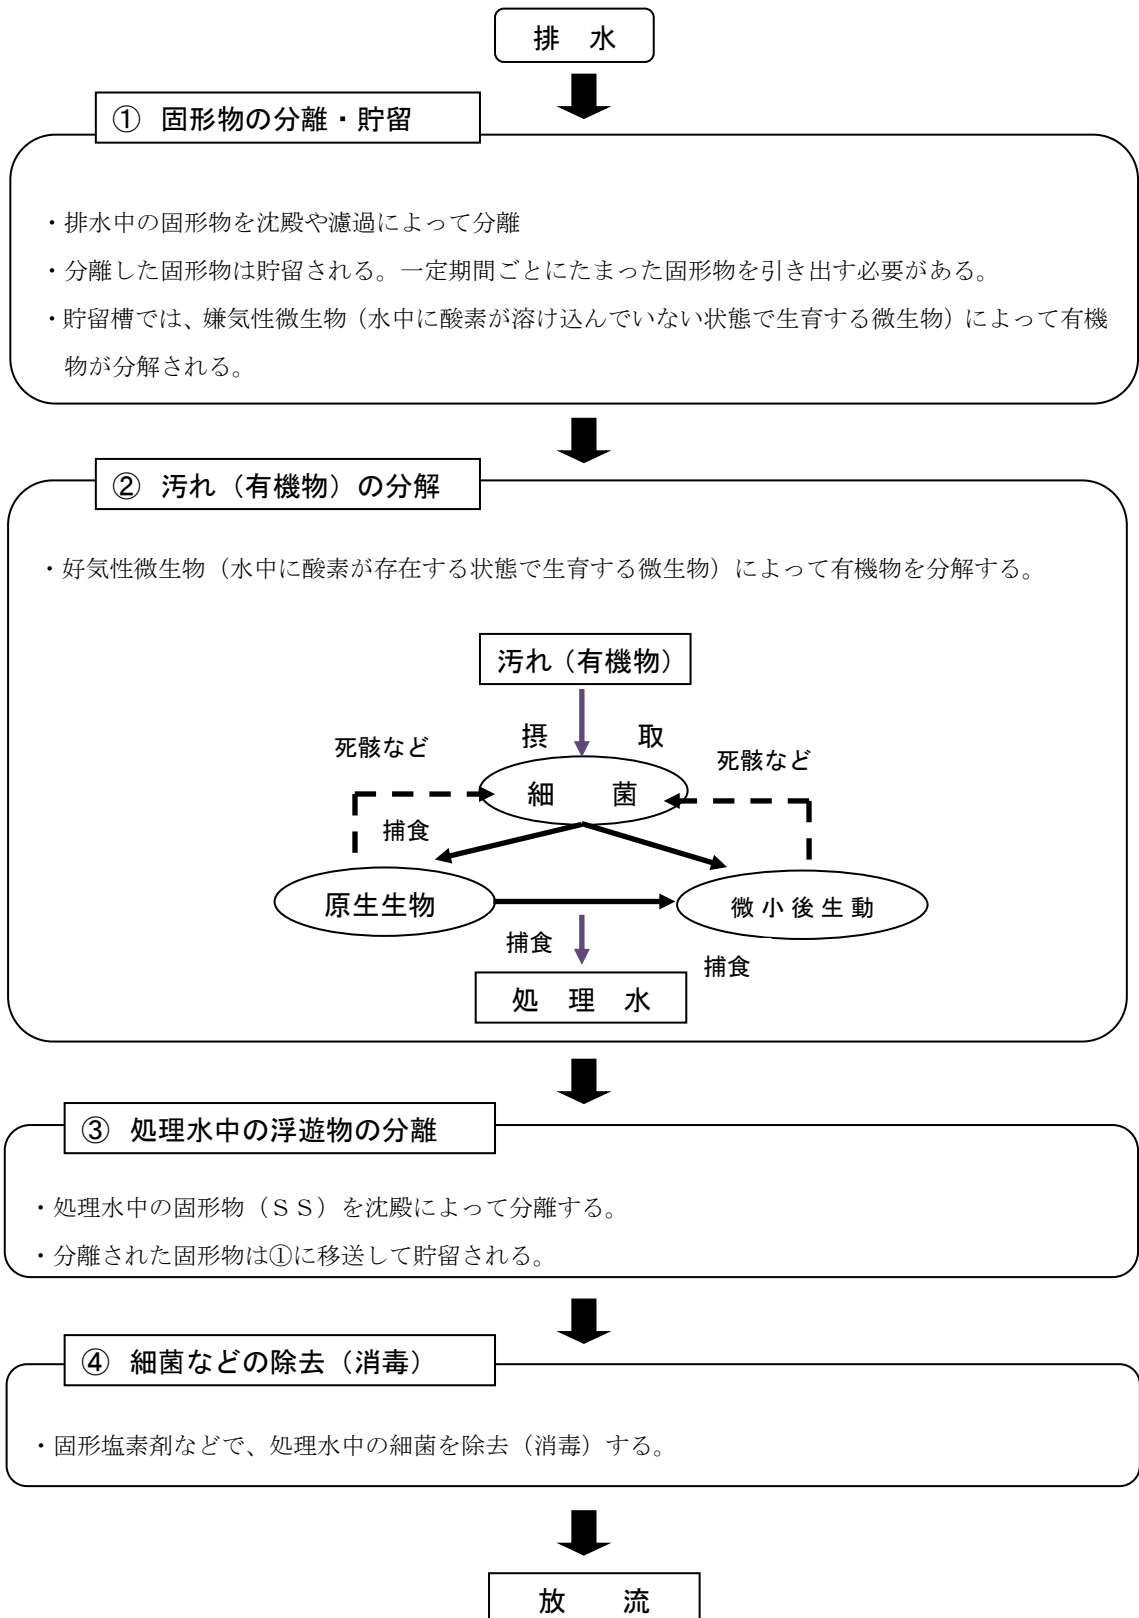 排　水
① 固形物の分離・貯留
・排水中の固形物を沈殿や濾過によって分離
・分離した固形物は貯留される。一定期間ごとにたまった固形物を引き出す必要がある。
・貯留槽では、嫌気性微生物（水中に酸素が溶け込んでいない状態で生育する微生物）によって有機
物が分解される。
② 汚れ（有機物）の分解
・好気性微生物（水中に酸素が存在する状態で生育する微生物）によって有機物を分解する。
汚れ（有機物）
摂　取
死骸など
死骸など
細　菌
捕食
原生生物
微小後生動
捕食
捕食
処　理　水
③ 処理水中の浮遊物の分離
・処理水中の固形物（ＳＳ）を沈殿によって分離する。
・分離された固形物は①に移送して貯留される。
④ 細菌などの除去（消毒）
・固形塩素剤などで、処理水中の細菌を除去（消毒）する。
放　流